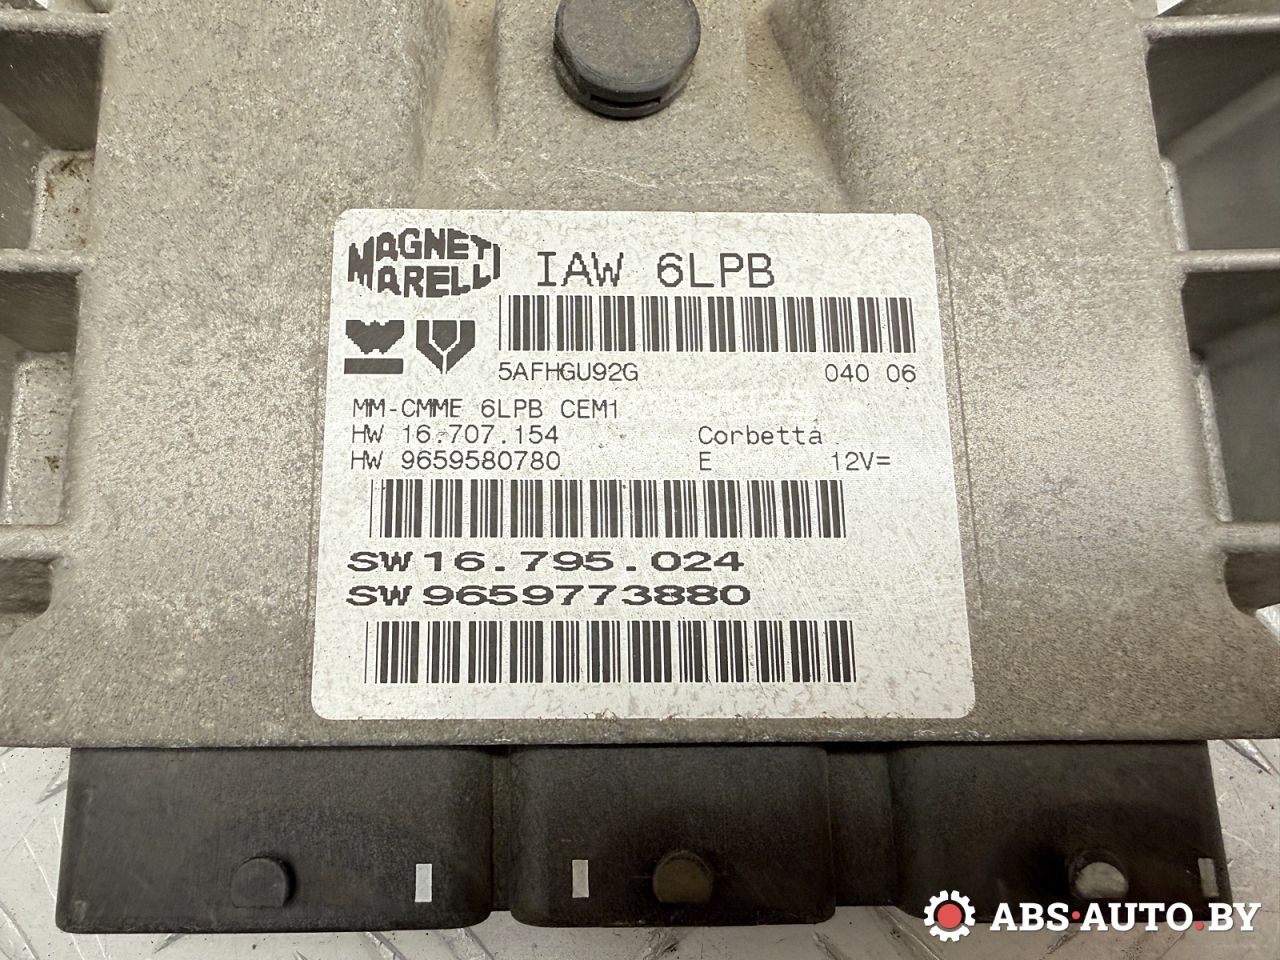 MAGNETI
MARELLI
IAW 6LPB
5AFHGU92G 040 06
MM-CMME 6LPB CEM1
HW 16.707.154 Corbetta
HW 9659580780 E 12V=
SW 16.795.024
SW 9659773880
ABS-AUTO.BY